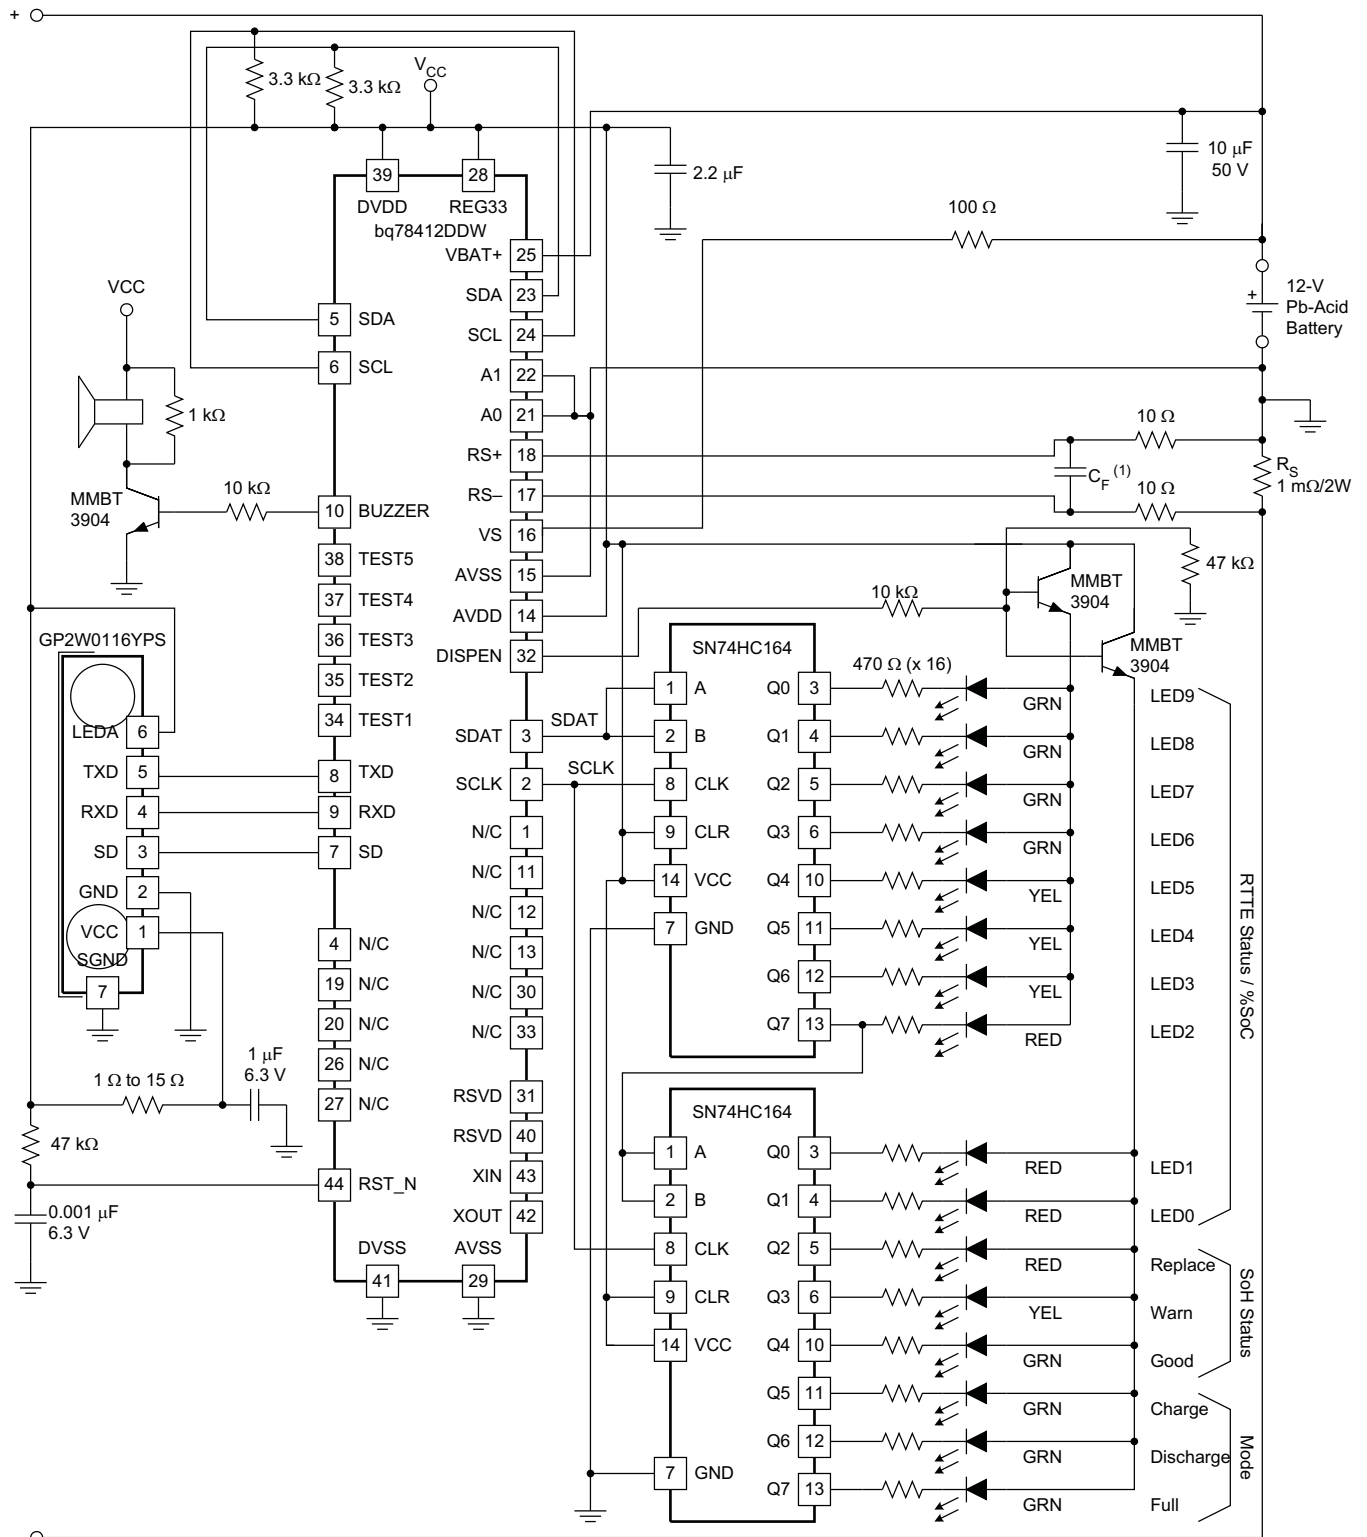 +
3.3 kΩ
3.3 kΩ
VCC
2.2 µF
10 µF
50 V
39
28
DVDD
REG33
bq78412DDW
100 Ω
VBAT+ 25
SDA 23
SCL 24
A1 22
A0 21
RS+ 18
RS– 17
VS 16
AVSS 15
AVDD 14
DISPEN 32
SDAT 3
SCLK 2
N/C 1
N/C 11
N/C 12
N/C 13
N/C 30
N/C 33
RSVD 31
RSVD 40
XIN 43
XOUT 42
5 SDA
6 SCL
10 BUZZER
38 TEST5
37 TEST4
36 TEST3
35 TEST2
34 TEST1
8 TXD
9 RXD
7 SD
4 N/C
19 N/C
20 N/C
26 N/C
27 N/C
44 RST_N
DVSS
AVSS
41
29
VCC
1 kΩ
MMBT
3904
10 kΩ
GP2W0116YPS
LEDA 6
TXD 5
RXD 4
SD 3
GND 2
VCC 1
SGND
7
1 Ω to 15 Ω
1 µF
6.3 V
47 kΩ
0.001 µF
6.3 V
+
12-V
Pb-Acid
Battery
10 Ω
CF (1)
10 Ω
RS
1 mΩ/2W
47 kΩ
MMBT
3904
10 kΩ
MMBT
3904
SDAT
SCLK
SN74HC164
470 Ω (x 16)
1 A
2 B
8 CLK
9 CLR
14 VCC
7 GND
Q0 3
Q1 4
Q2 5
Q3 6
Q4 10
Q5 11
Q6 12
Q7 13
GRN
GRN
GRN
GRN
YEL
YEL
YEL
RED
LED9
LED8
LED7
LED6
LED5
LED4
LED3
LED2
SN74HC164
1 A
2 B
8 CLK
9 CLR
14 VCC
7 GND
Q0 3
Q1 4
Q2 5
Q3 6
Q4 10
Q5 11
Q6 12
Q7 13
RED
RED
RED
YEL
GRN
GRN
GRN
GRN
LED1
LED0
Replace
Warn
Good
Charge
Discharge
Full
RTTE Status / %SoC
SoH Status
Mode